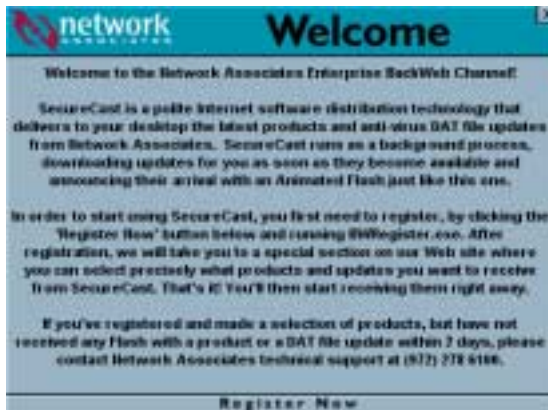 network
ASSOCIATES
Welcome
X
Welcome to the Network Associates Enterprise BackWeb Channel!
SecureCast is a polite Internet software distribution technology that
delivers to your desktop the latest products and anti-virus DAT file updates
from Network Associates. SecureCast runs as a background process,
downloading updates for you as soon as they become available and
announcing their arrival with an Animated Flash just like this one.
In order to start using SecureCast, you first need to register, by clicking the
'Register Now' button below and running BWRegister.exe. After
registration, we will take you to a special section on our Web site where
you can select precisely what products and updates you want to receive
from SecureCast. That's it! You'll then start receiving them right away.
If you've registered and made a selection of products, but have not
received any Flash with a product or a DAT file update within 7 days, please
contact Network Associates technical support at (972) 278 6100.
Register Now